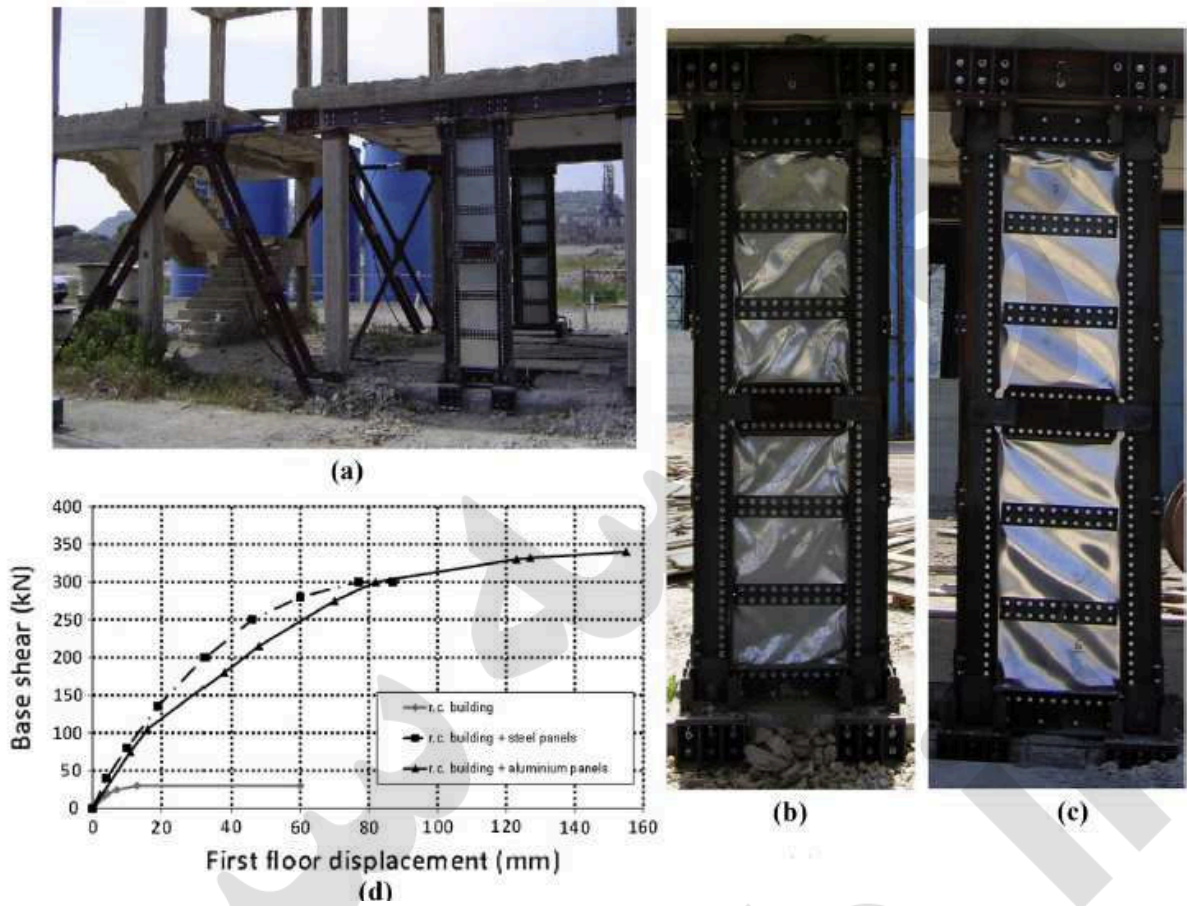 (a)
(b)
(c)
Base shear (kN)
400
350
300
250
200
150
100
50
0
r.c. building
r.c. building + steel panels
r.c. building + aluminium panels
0 20 40 60 80 100 120 140 160
First floor displacement (mm)
(d)